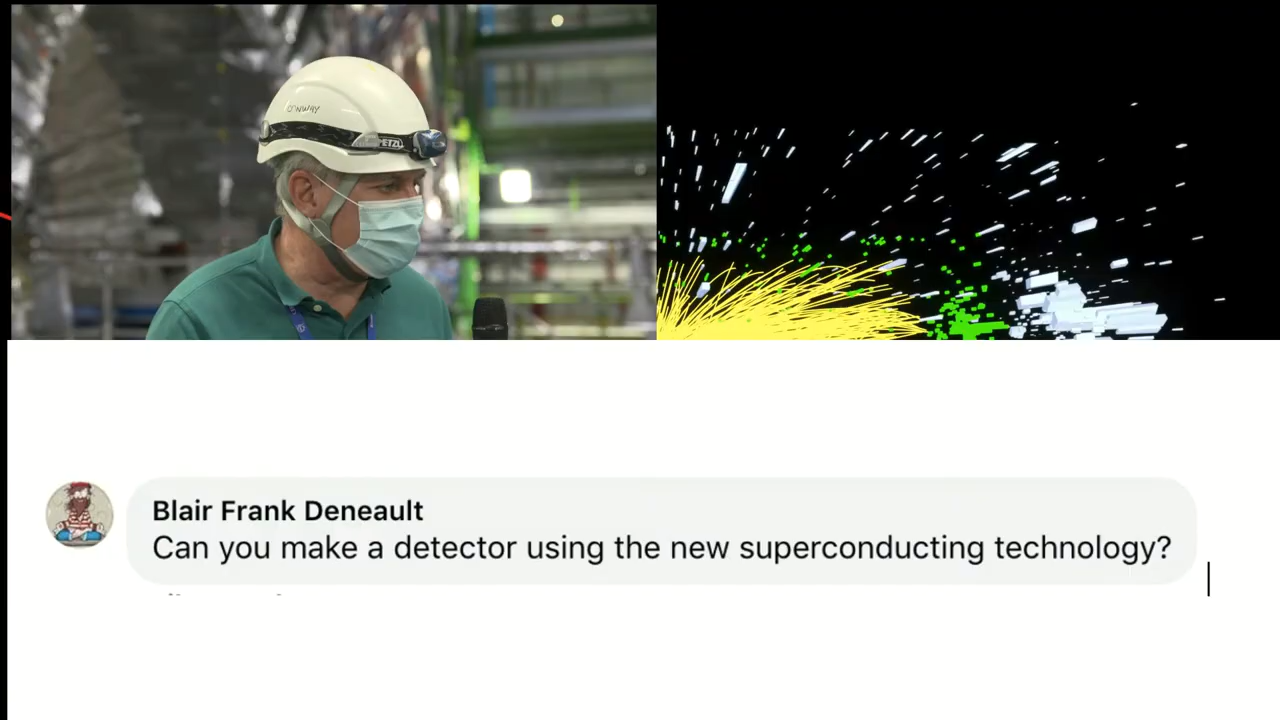 CONWAY
PETZL
Blair Frank Deneault
Can you make a detector using the new superconducting technology?